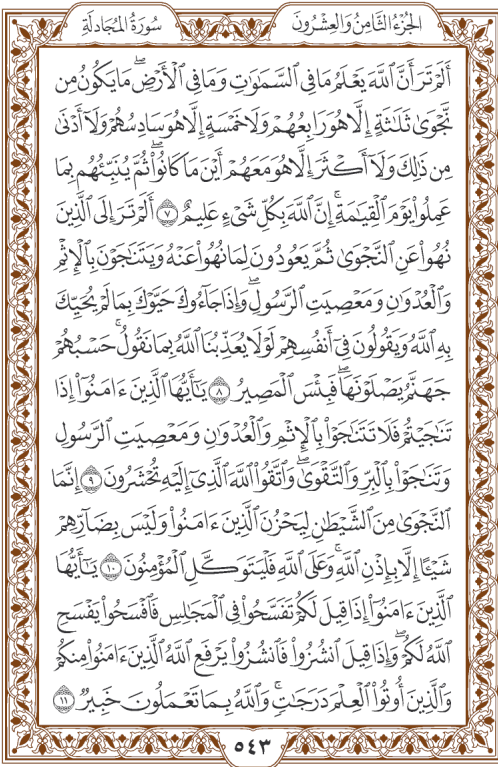 سُورَةُ المُجَادلَةِ الجُزْءُ الثَّامِنُ وَالعِشْرُونَ
أَلَمْ تَرَ أَنَّ ٱللَّهَ يَعْلَمُ مَا فِي ٱلسَّمَٰوَٰتِ وَمَا فِي ٱلْأَرْضِۖ مَا يَكُونُ مِن
نَّجْوَىٰ ثَلَٰثَةٍ إِلَّا هُوَ رَابِعُهُمْ وَلَا خَمْسَةٍ إِلَّا هُوَ سَادِسُهُمْ وَلَآ أَدْنَىٰ
مِن ذَٰلِكَ وَلَآ أَكْثَرَ إِلَّا هُوَ مَعَهُمْ أَيْنَ مَا كَانُوا۟ۖ ثُمَّ يُنَبِّئُهُم بِمَا
عَمِلُوا۟ يَوْمَ ٱلْقِيَٰمَةِۚ إِنَّ ٱللَّهَ بِكُلِّ شَىْءٍ عَلِيمٌ ٧ أَلَمْ تَرَ إِلَى ٱلَّذِينَ
نُهُوا۟ عَنِ ٱلنَّجْوَىٰ ثُمَّ يَعُودُونَ لِمَا نُهُوا۟ عَنْهُ وَيَتَنَٰجَوْنَ بِٱلْإِثْمِ
وَٱلْعُدْوَٰنِ وَمَعْصِيَتِ ٱلرَّسُولِۖ وَإِذَا جَآءُوكَ حَيَّوْكَ بِمَا لَمْ يُحَيِّكَ
بِهِ ٱللَّهُ وَيَقُولُونَ فِىٓ أَنفُسِهِمْ لَوْلَا يُعَذِّبُنَا ٱللَّهُ بِمَا نَقُولُۚ حَسْبُهُمْ
جَهَنَّمُ يَصْلَوْنَهَاۖ فَبِئْسَ ٱلْمَصِيرُ ٨ يَٰٓأَيُّهَا ٱلَّذِينَ ءَامَنُوٓا۟ إِذَا
تَنَٰجَيْتُمْ فَلَا تَتَنَٰجَوْا۟ بِٱلْإِثْمِ وَٱلْعُدْوَٰنِ وَمَعْصِيَتِ ٱلرَّسُولِ
وَتَنَٰجَوْا۟ بِٱلْبِرِّ وَٱلتَّقْوَىٰۖ وَٱتَّقُوا۟ ٱللَّهَ ٱلَّذِىٓ إِلَيْهِ تُحْشَرُونَ ٩ إِنَّمَا
ٱلنَّجْوَىٰ مِنَ ٱلشَّيْطَٰنِ لِيَحْزُنَ ٱلَّذِينَ ءَامَنُوا۟ وَلَيْسَ بِضَآرِّهِمْ
شَيْـًٔا إِلَّا بِإِذْنِ ٱللَّهِۚ وَعَلَى ٱللَّهِ فَلْيَتَوَكَّلِ ٱلْمُؤْمِنُونَ ١٠ يَٰٓأَيُّهَا
ٱلَّذِينَ ءَامَنُوٓا۟ إِذَا قِيلَ لَكُمْ تَفَسَّحُوا۟ فِى ٱلْمَجَٰلِسِ فَٱفْسَحُوا۟ يَفْسَحِ
ٱللَّهُ لَكُمْۖ وَإِذَا قِيلَ ٱنشُزُوا۟ فَٱنشُزُوا۟ يَرْفَعِ ٱللَّهُ ٱلَّذِينَ ءَامَنُوا۟ مِنكُمْ
وَٱلَّذِينَ أُوتُوا۟ ٱلْعِلْمَ دَرَجَٰتٍۚ وَٱللَّهُ بِمَا تَعْمَلُونَ خَبِيرٌ ١١
٥٤٣